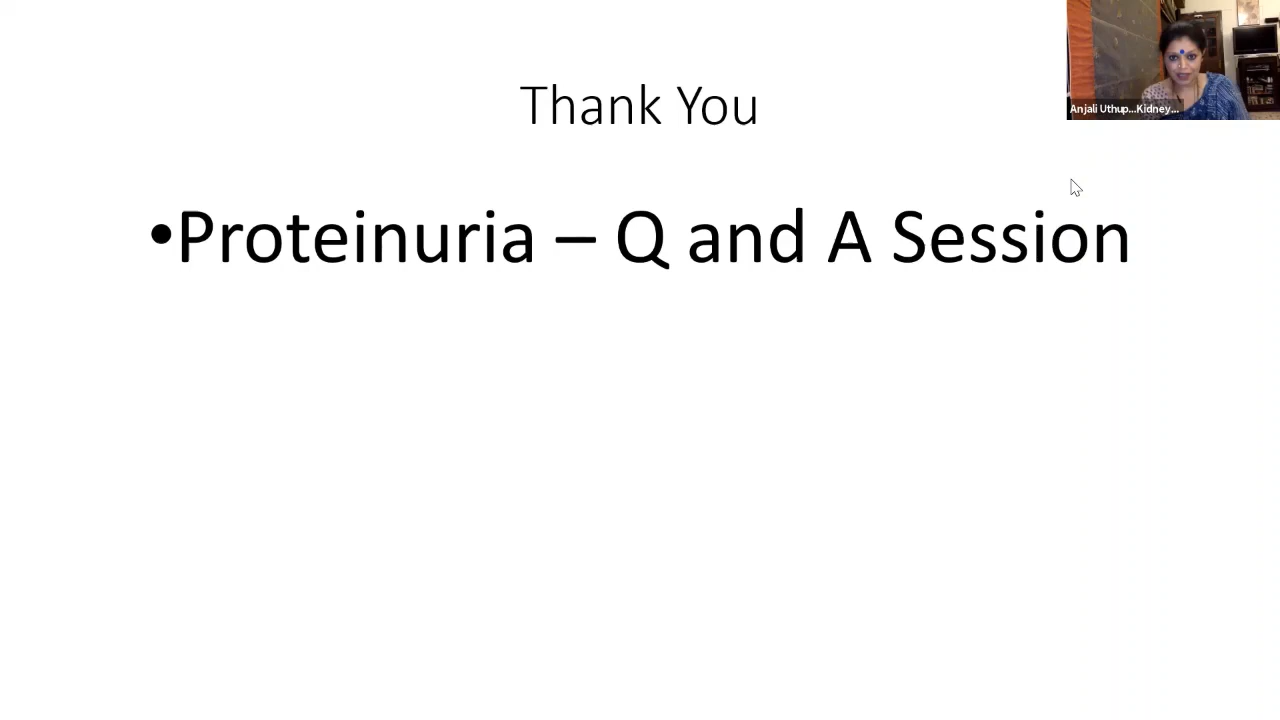 Thank You
•Proteinuria – Q and A Session
Anjali Uthup...Kidney...